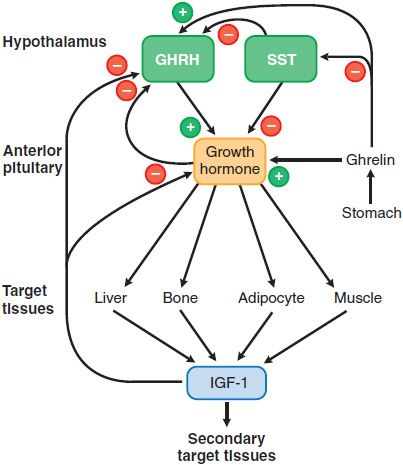 +
Hypothalamus
GHRH
−
SST
−
−
−
Anterior
pituitary
+
−
Growth
hormone
−
+
Ghrelin
Stomach
Target
tissues
Liver
Bone
Adipocyte
Muscle
IGF-1
Secondary
target tissues